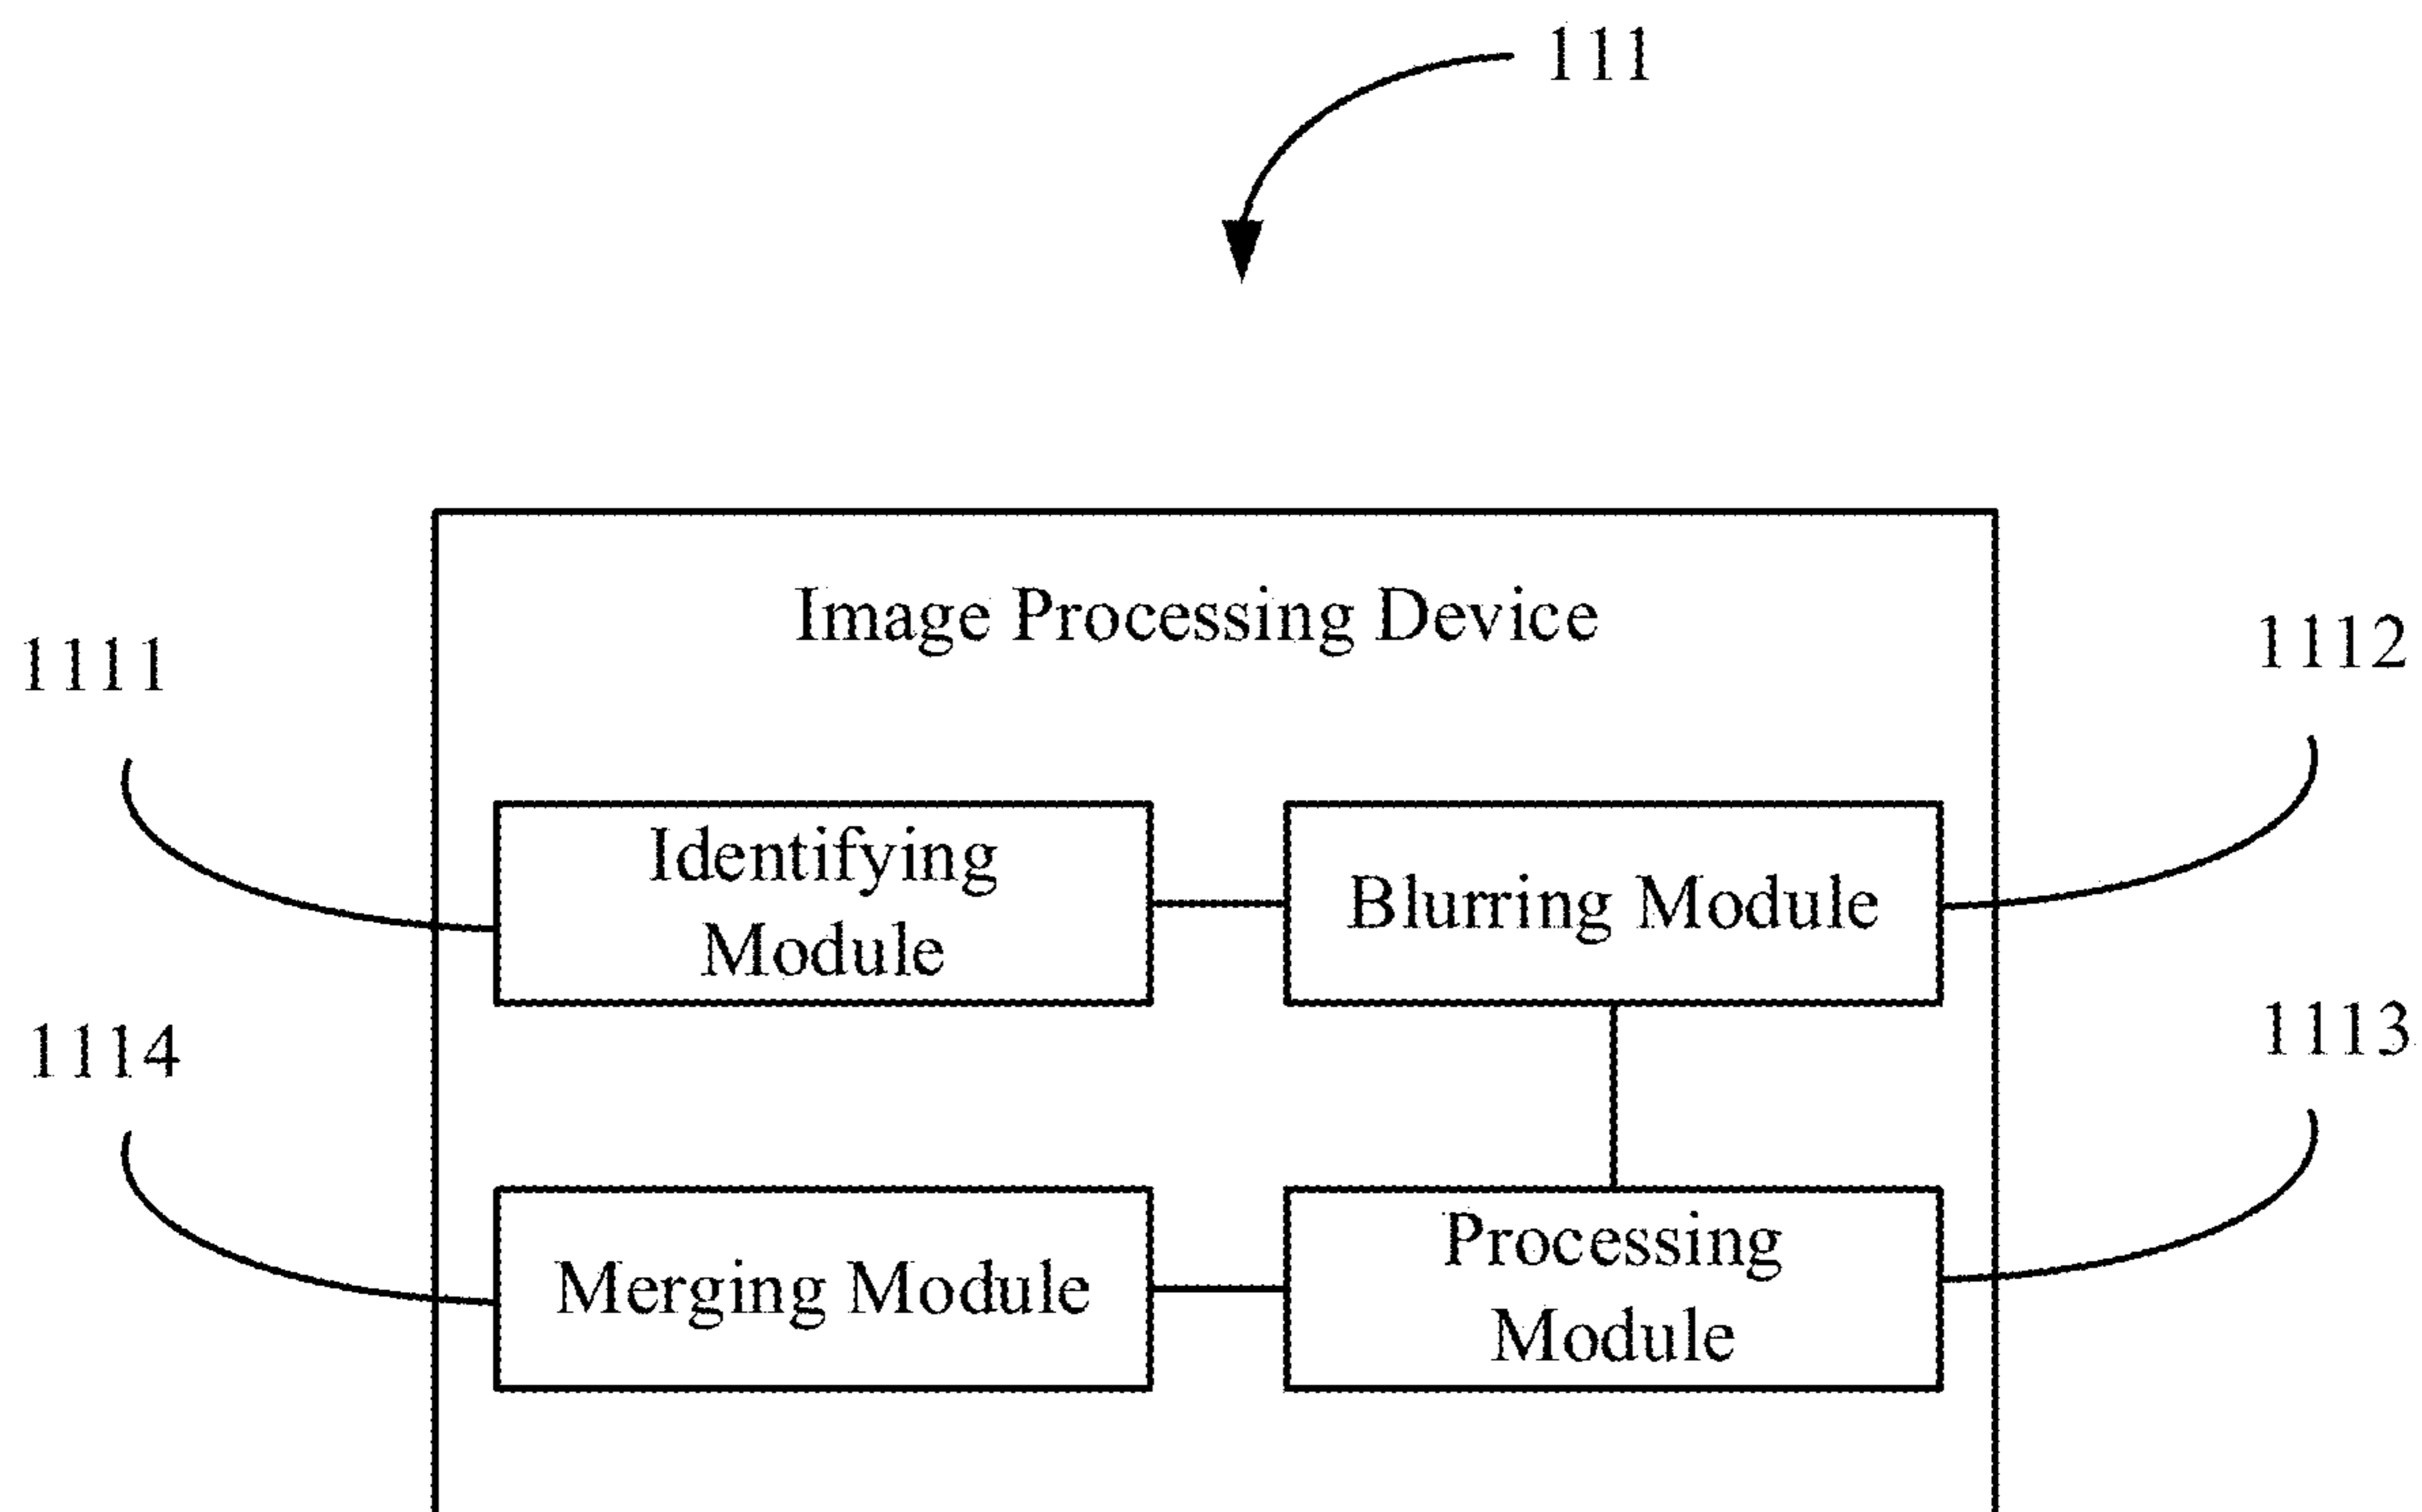 111
Image Processing Device
1111
1112
Identifying
Module
Blurring Module
1114
1113
Merging Module
Processing
Module